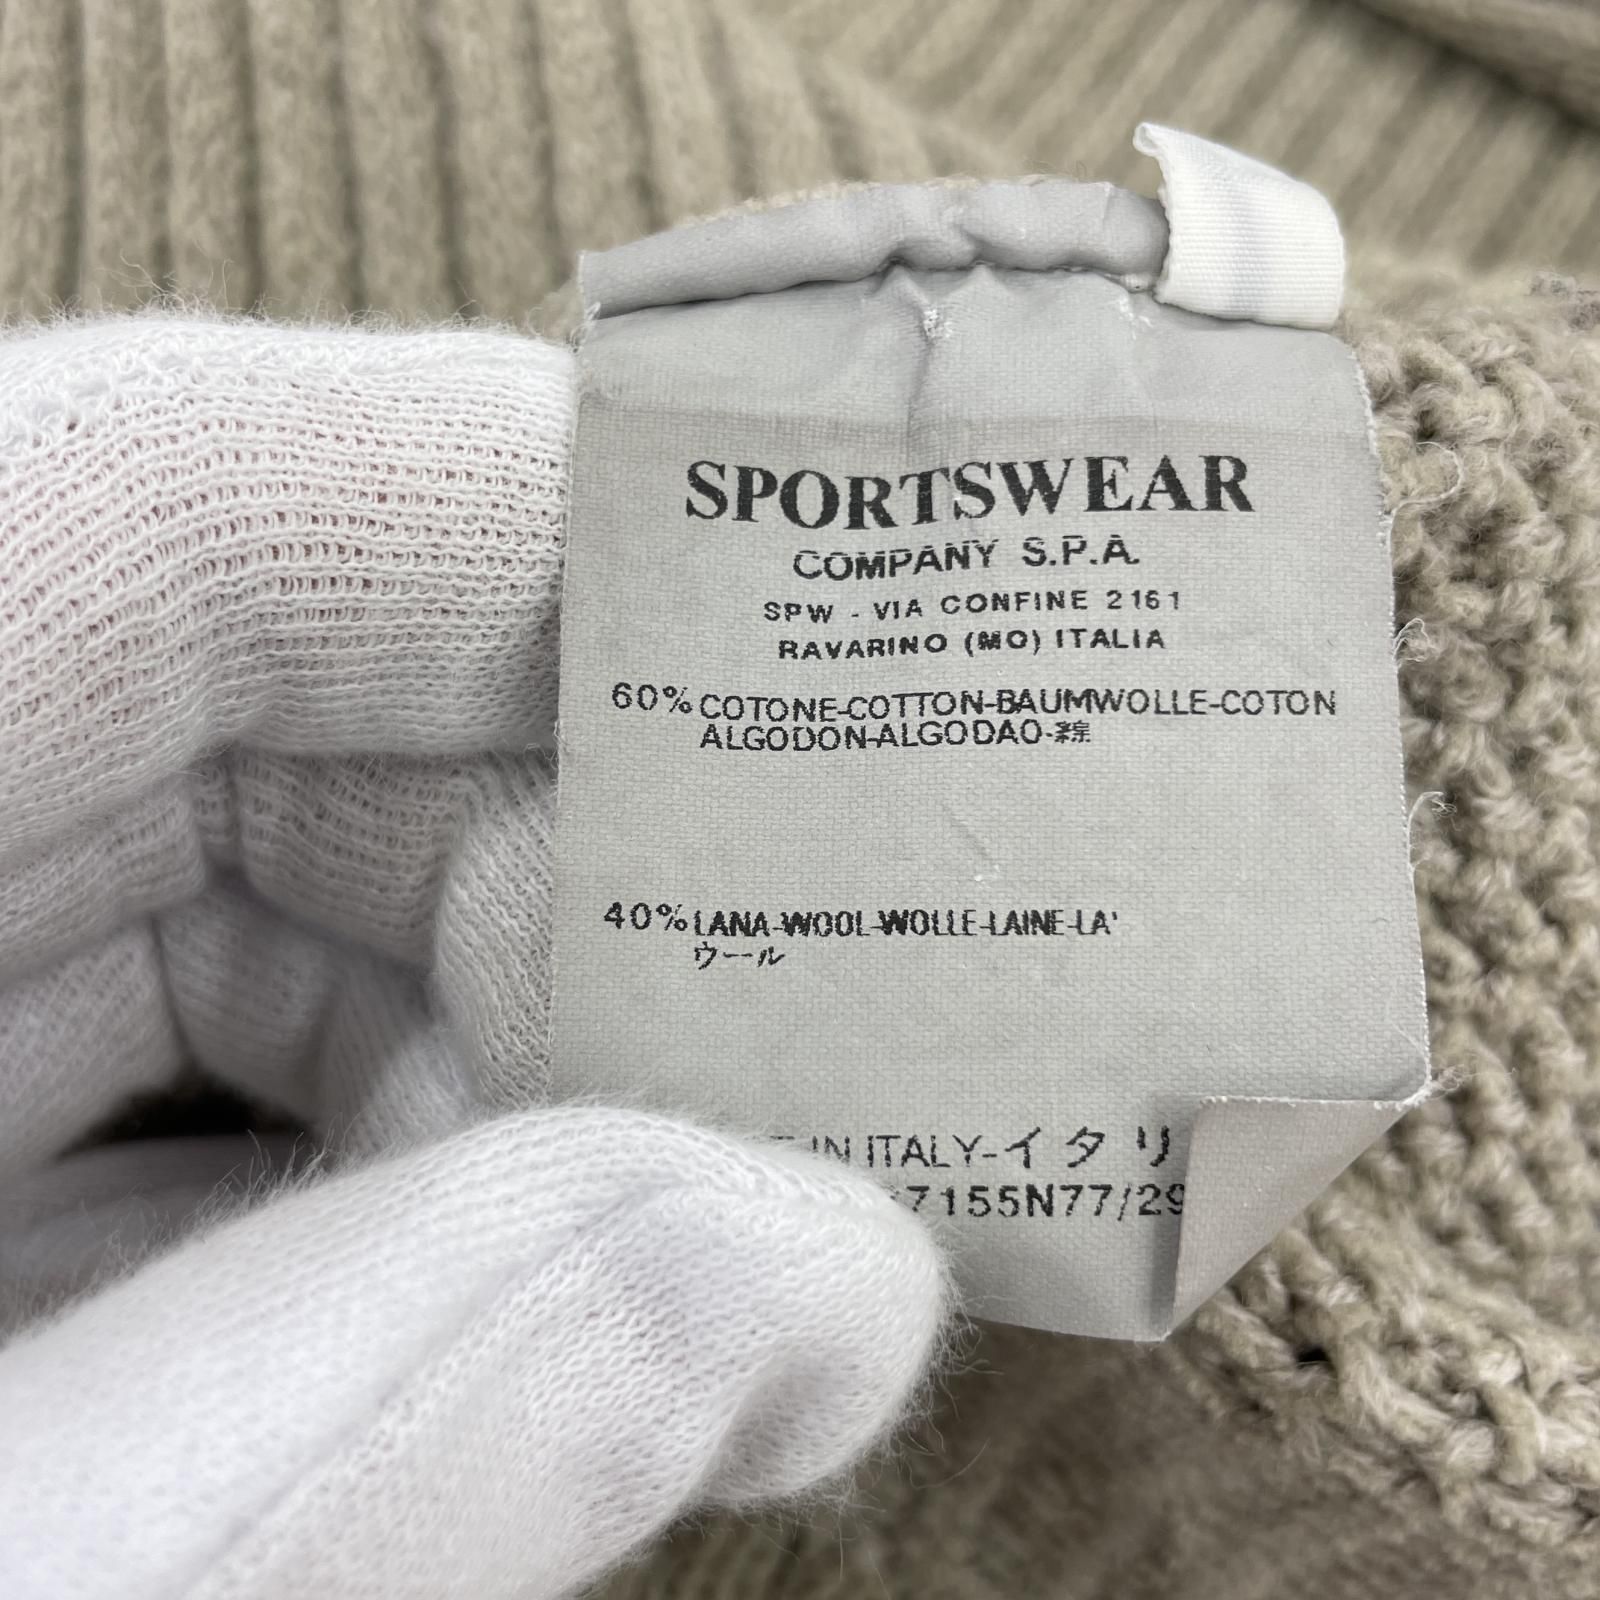 SPORTSWEAR
COMPANY S.P.A.
SPW - VIA CONFINE 2161
RAVARINO (MO) ITALIA
60% COTONE-COTTON-BAUMWOLLE-COTON
ALGODON-ALGODAO-綿
40% LANA-WOOL-WOLLE-LAINE-LA'
ウール
IN ITALY-イタリ
7155N77/29